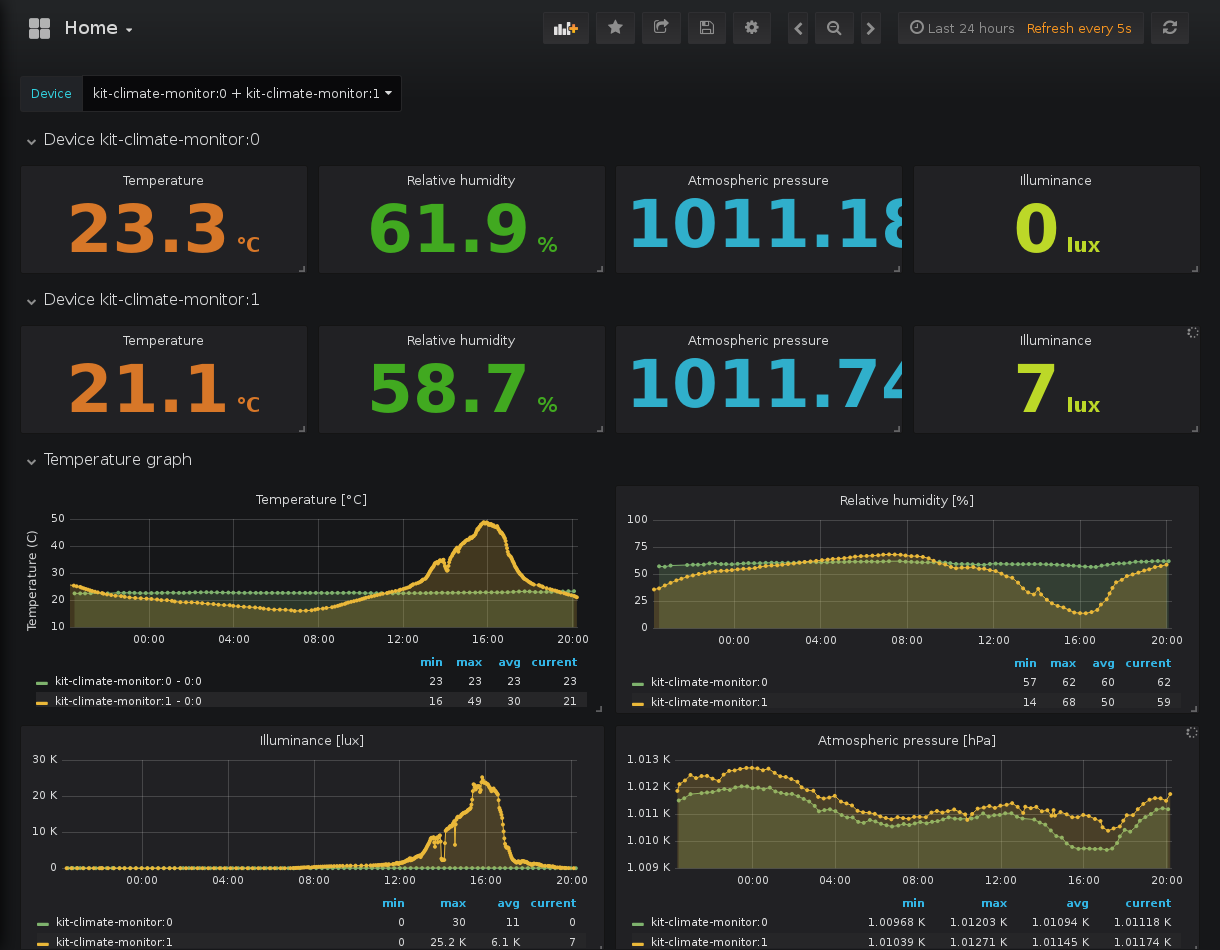 Home
Last 24 hours Refresh every 5s
Device kit-climate-monitor:0 + kit-climate-monitor:1
Device kit-climate-monitor:0
Temperature Relative humidity Atmospheric pressure Illuminance
23.3 °C 61.9 % 1011.18 0 lux
Device kit-climate-monitor:1
Temperature Relative humidity Atmospheric pressure Illuminance
21.1 °C 58.7 % 1011.74 7 lux
Temperature graph
Temperature [°C]
Temperature (C)
50
40
30
20
10
00:00 04:00 08:00 12:00 16:00 20:00
min max avg current
kit-climate-monitor:0 - 0:0 23 23 23 23
kit-climate-monitor:1 - 0:0 16 49 30 21
Relative humidity [%]
100
75
50
25
0
00:00 04:00 08:00 12:00 16:00 20:00
min max avg current
kit-climate-monitor:0 57 62 60 62
kit-climate-monitor:1 14 68 50 59
Illuminance [lux]
30 K
20 K
10 K
0
00:00 04:00 08:00 12:00 16:00 20:00
min max avg current
kit-climate-monitor:0 0 30 11 0
kit-climate-monitor:1 0 25.2 K 6.1 K 7
Atmospheric pressure [hPa]
1.013 K
1.012 K
1.011 K
1.010 K
1.009 K
00:00 04:00 08:00 12:00 16:00 20:00
min max avg current
kit-climate-monitor:0 1.00968 K 1.01203 K 1.01094 K 1.01118 K
kit-climate-monitor:1 1.01039 K 1.01271 K 1.01145 K 1.01174 K